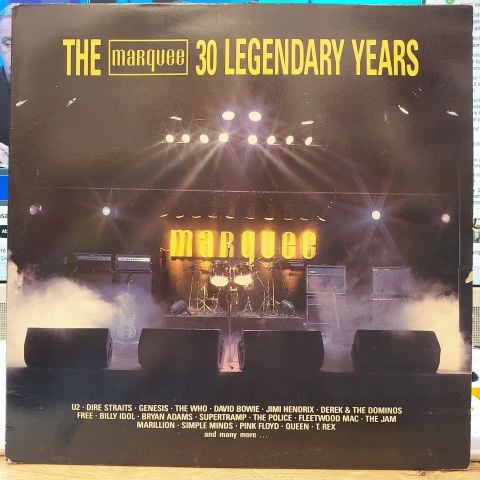 THE marquee 30 LEGENDARY YEARS
marquee
U2 · DIRE STRAITS · GENESIS · THE WHO · DAVID BOWIE · JIMI HENDRIX · DEREK & THE DOMINOS
FREE · BILLY IDOL · BRYAN ADAMS · SUPERTRAMP · THE POLICE · FLEETWOOD MAC · THE JAM
MARILLION · SIMPLE MINDS · PINK FLOYD · QUEEN · T. REX
and many more ...